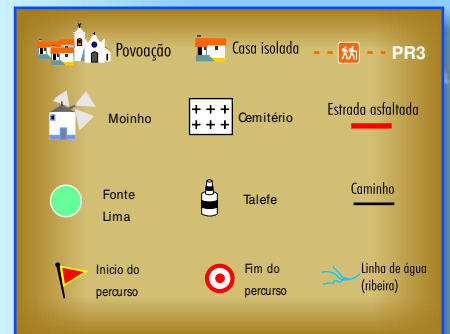 Povoação
Casa isolada
PR3
Moinho
Cemitério
Estrada asfaltada
Fonte
Lima
Talefe
Caminho
Inicio do
percurso
Fim do
percurso
Linha de água
(ribeira)